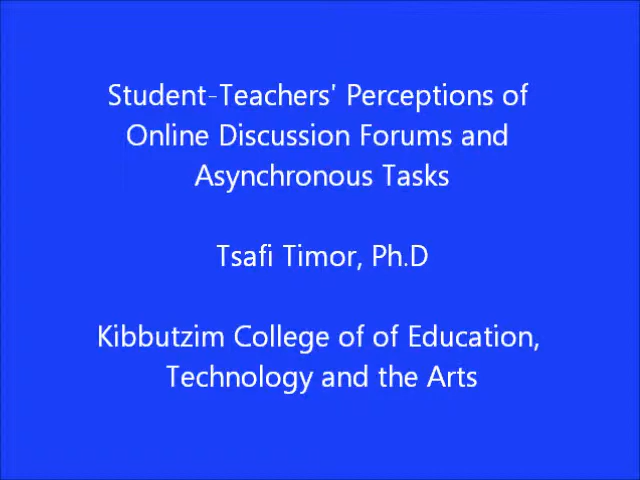 Student-Teachers' Perceptions of
Online Discussion Forums and
Asynchronous Tasks
Tsafi Timor, Ph.D
Kibbutzim College of of Education,
Technology and the Arts